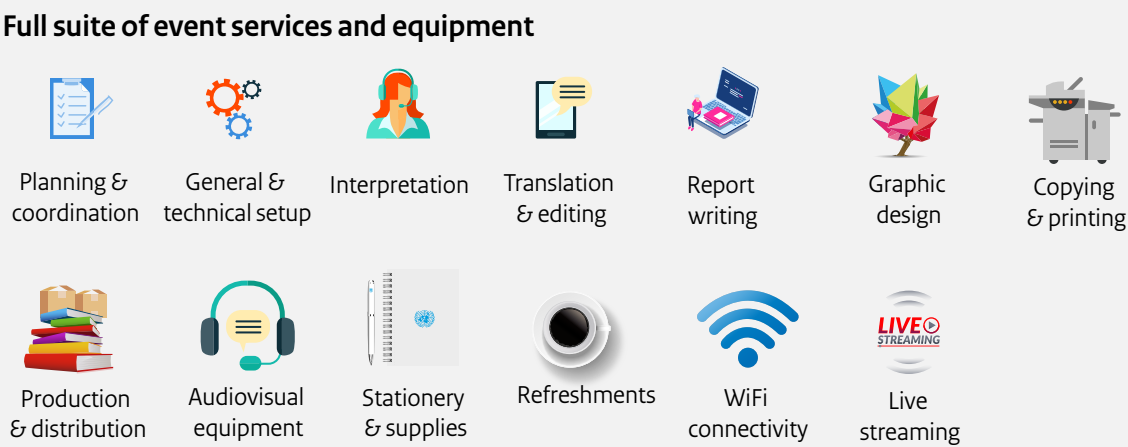 Full suite of event services and equipment
Planning &
coordination
General &
technical setup
Interpretation
Translation
& editing
Report
writing
Graphic
design
Copying
& printing
Production
& distribution
Audiovisual
equipment
Stationery
& supplies
Refreshments
WiFi
connectivity
LIVE
STREAMING
Live
streaming